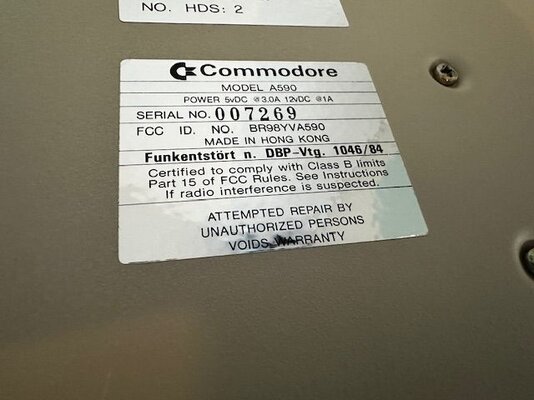 NO. HDS: 2
Commodore
MODEL A590
POWER 5vDC @3.0A 12vDC @1A
SERIAL NO. 007269
FCC ID. NO. BR98YVA590
MADE IN HONG KONG
Funkentstört n. DBP-Vtg. 1046/84
Certified to comply with Class B limits
Part 15 of FCC Rules. See Instructions
If radio interference is suspected.
ATTEMPTED REPAIR BY
UNAUTHORIZED PERSONS
VOIDS WARRANTY